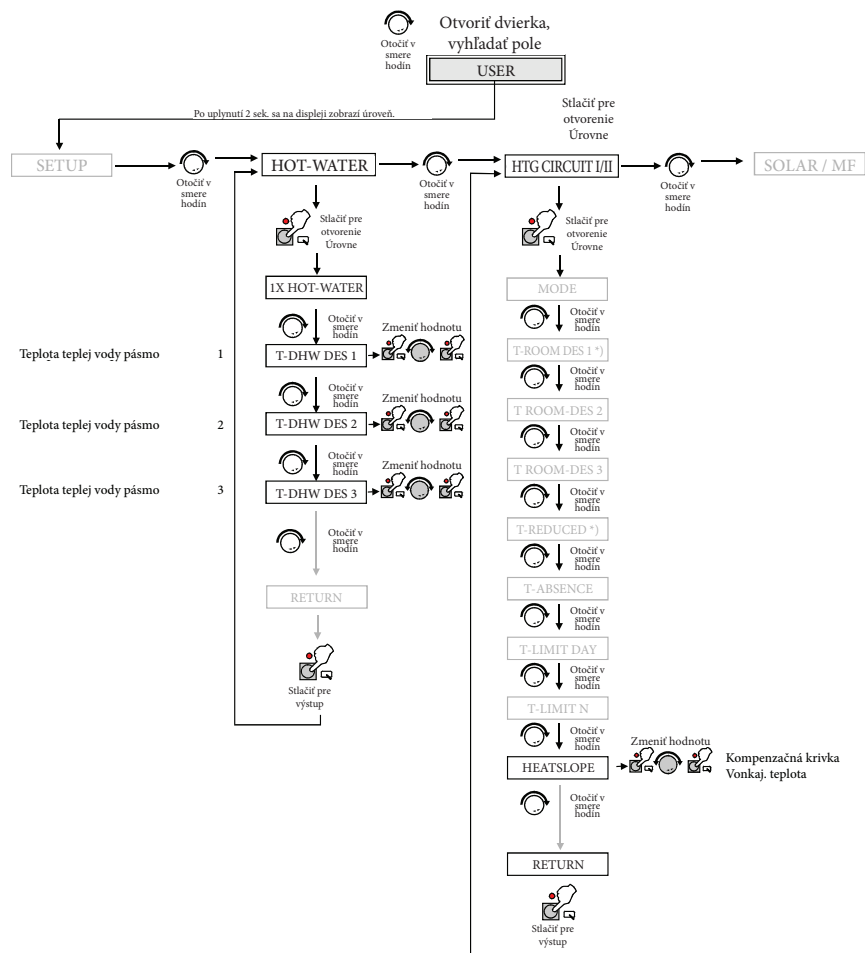 Otvoriť dvierka,
vyhľadať pole
Otočiť v
smere
hodín
USER
Po uplynutí 2 sek. sa na displeji zobrazí úroveň.
Stlačiť pre
otvorenie
Úrovne
SETUP
Otočiť v
smere
hodín
HOT-WATER
Otočiť v
smere
hodín
HTG CIRCUIT I/II
Otočiť v
smere
hodín
SOLAR / MF
Stlačiť pre
otvorenie
Úrovne
1X HOT-WATER
Otočiť v
smere
hodín
Zmeniť hodnotu
Teplota teplej vody pásmo 1
T-DHW DES 1
Otočiť v
smere
hodín
Zmeniť hodnotu
Teplota teplej vody pásmo 2
T-DHW DES 2
Otočiť v
smere
hodín
Zmeniť hodnotu
Teplota teplej vody pásmo 3
T-DHW DES 3
Otočiť v
smere
hodín
RETURN
Stlačiť pre
výstup
Stlačiť pre
otvorenie
Úrovne
MODE
Otočiť v
smere
hodín
T-ROOM DES 1 *)
Otočiť v
smere
hodín
T ROOM-DES 2
Otočiť v
smere
hodín
T ROOM-DES 3
Otočiť v
smere
hodín
T-REDUCED *)
Otočiť v
smere
hodín
T-ABSENCE
Otočiť v
smere
hodín
T-LIMIT DAY
Otočiť v
smere
hodín
T-LIMIT N
Otočiť v
smere
hodín
Zmeniť hodnotu
HEATSLOPE
Kompenzačná krivka
Vonkaj. teplota
Otočiť v
smere
hodín
RETURN
Stlačiť pre
výstup